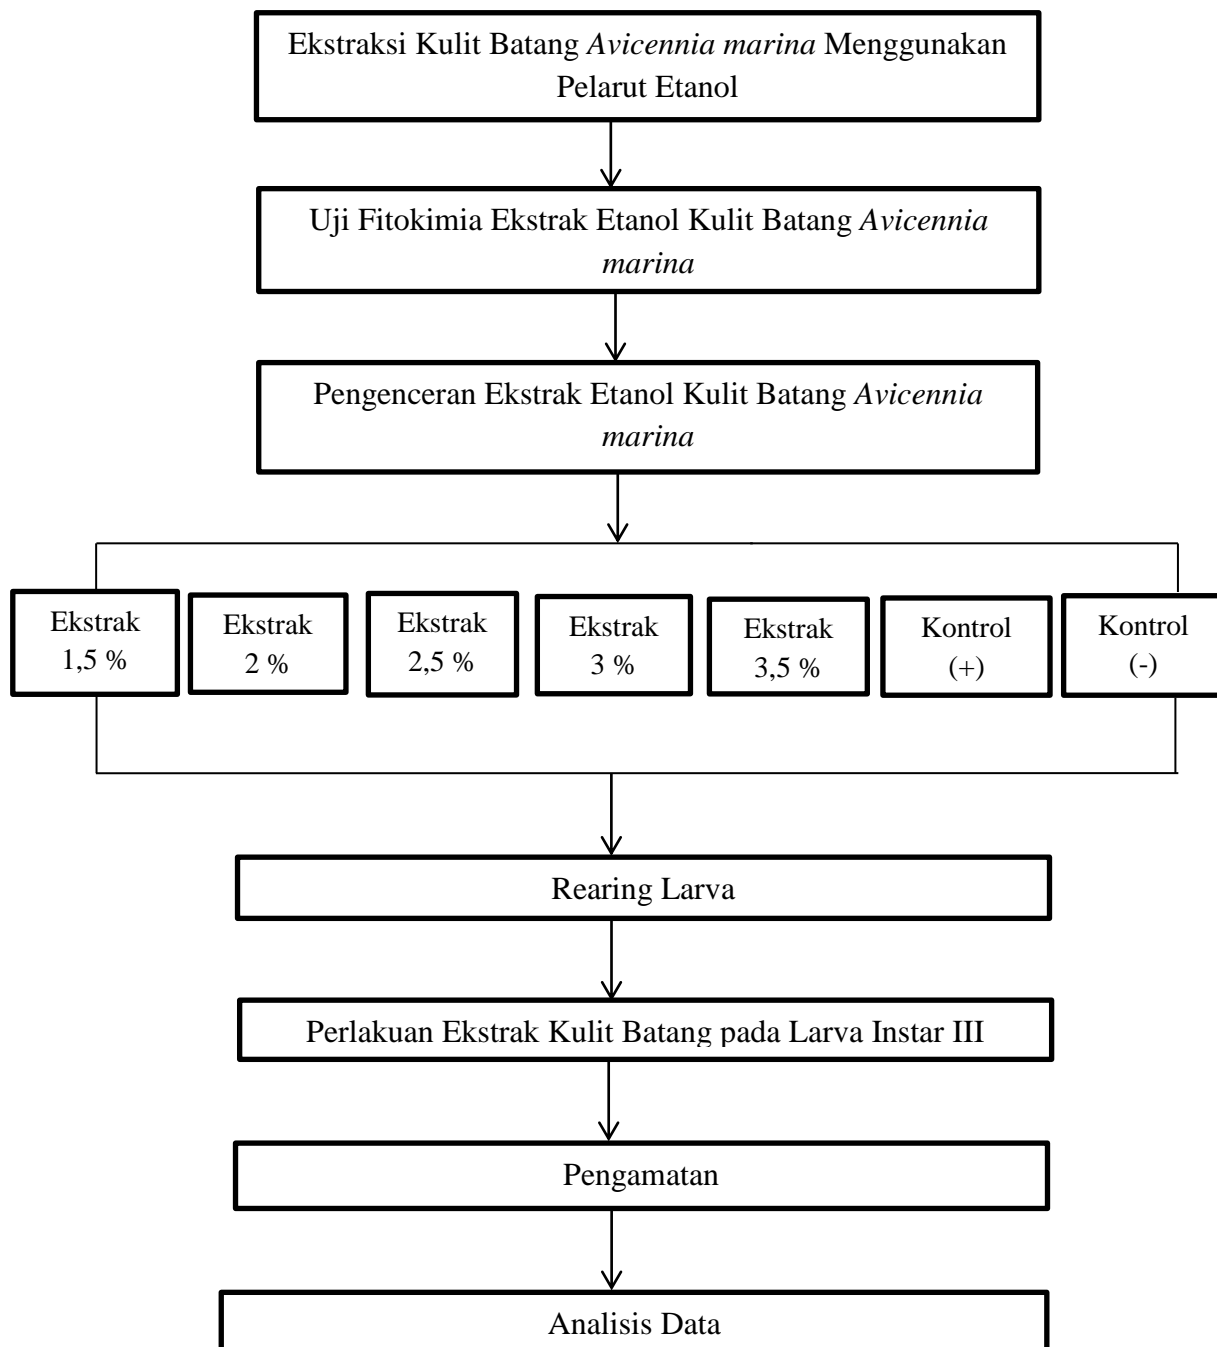 Ekstraksi Kulit Batang Avicennia marina Menggunakan
Pelarut Etanol
Uji Fitokimia Ekstrak Etanol Kulit Batang Avicennia
marina
Pengenceran Ekstrak Etanol Kulit Batang Avicennia
marina
Ekstrak
1,5 %
Ekstrak
2 %
Ekstrak
2,5 %
Ekstrak
3 %
Ekstrak
3,5 %
Kontrol
(+)
Kontrol
(-)
Rearing Larva
Perlakuan Ekstrak Kulit Batang pada Larva Instar III
Pengamatan
Analisis Data